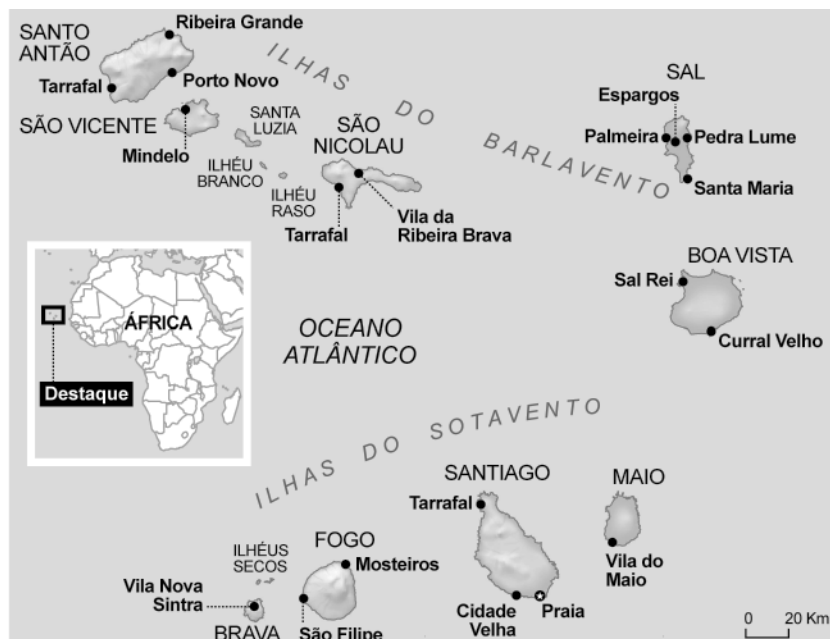 SANTO
ANTÃO
Ribeira Grande
Tarrafal
Porto Novo
SÃO VICENTE
Mindelo
SANTA
LUZIA
ILHÉU
BRANCO
ILHÉU
RASO
SÃO
NICOLAU
Tarrafal
Vila da
Ribeira Brava
ILHAS DO BARLAVENTO
SAL
Espargos
Palmeira
Pedra Lume
Santa Maria
BOA VISTA
Sal Rei
Curral Velho
ÁFRICA
Destaque
OCEANO
ATLÂNTICO
ILHAS DO SOTAVENTO
SANTIAGO
Tarrafal
Cidade
Velha
Praia
MAIO
Vila do
Maio
FOGO
Mosteiros
São Filipe
ILHÉUS
SECOS
Vila Nova
Sintra
BRAVA
0 20 Km